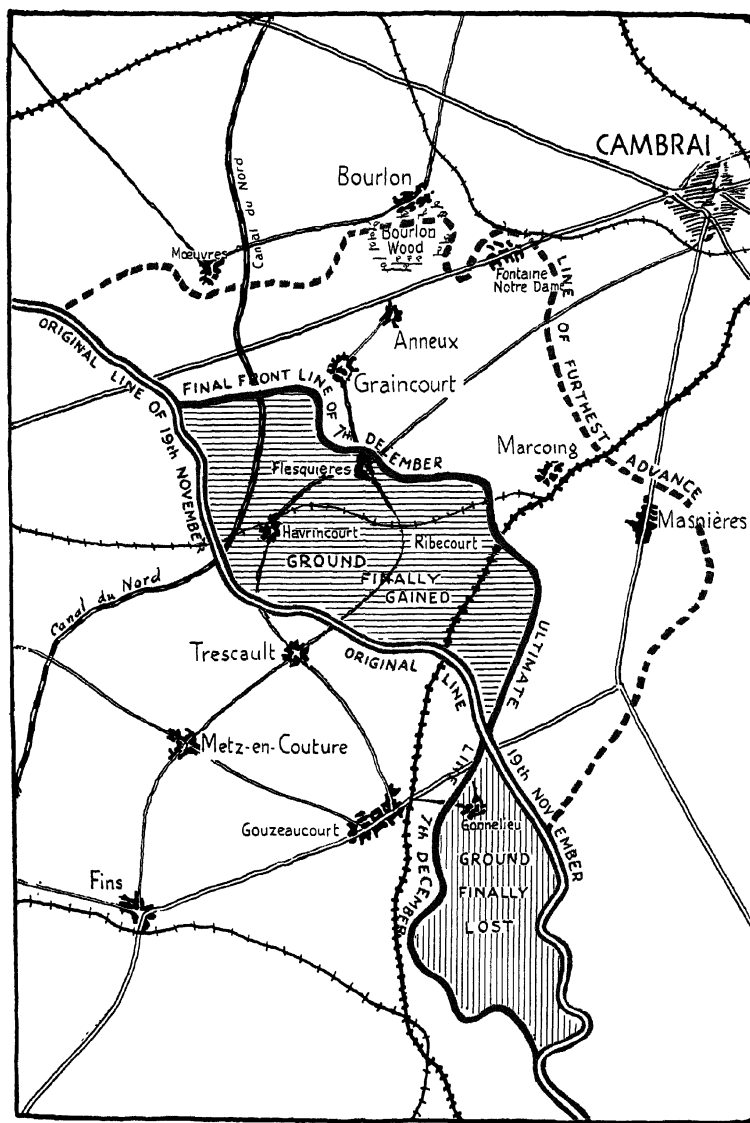 CAMBRAI
Canal du Nord
Bourlon
Bourlon
Wood
Mœuvres
Fontaine
Notre Dame
LINE OF FURTHEST ADVANCE
ORIGINAL LINE OF 19th NOVEMBER
Anneux
Graincourt
FINAL FRONT LINE OF 7th DECEMBER
Marcoing
Flesquières
Masnières
Havrincourt
Ribecourt
GROUND
FINALLY
GAINED
Canal du Nord
Trescault
ORIGINAL LINE 19th NOVEMBER
ULTIMATE LINE 7th DECEMBER
Metz-en-Couture
Gouzeaucourt
Gonnelieu
GROUND
FINALLY
LOST
Fins